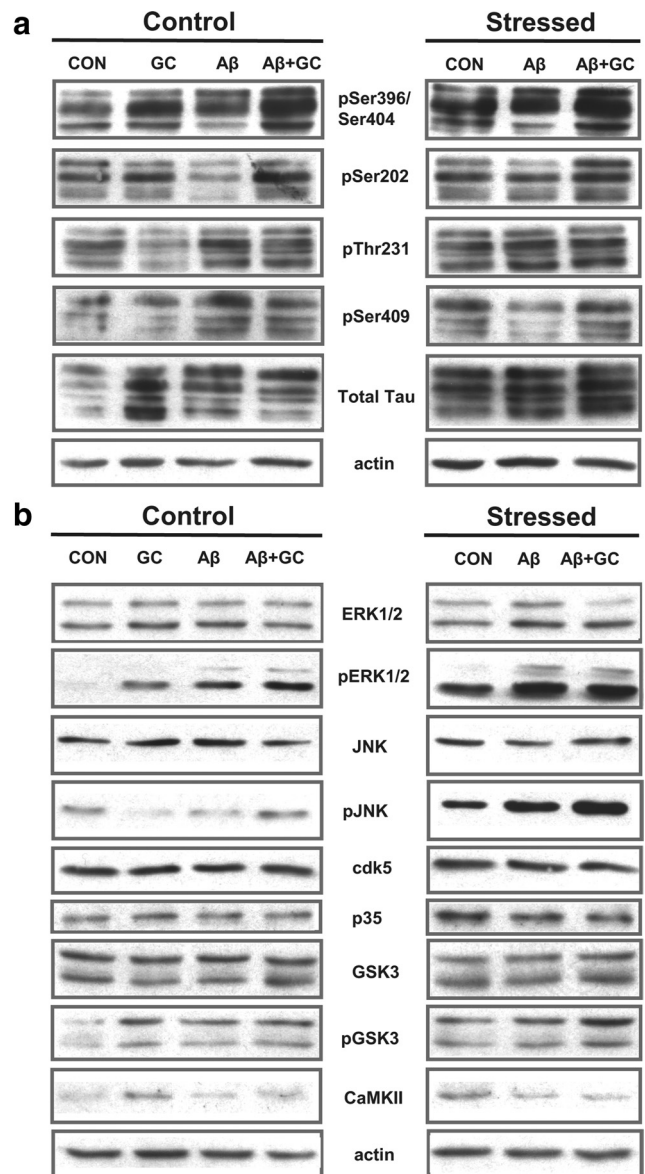 a
Control Stressed
CON GC Aβ Aβ+GC CON Aβ Aβ+GC
pSer396/
Ser404
pSer202
pThr231
pSer409
Total Tau
actin
b
Control Stressed
CON GC Aβ Aβ+GC CON Aβ Aβ+GC
ERK1/2
pERK1/2
JNK
pJNK
cdk5
p35
GSK3
pGSK3
CaMKII
actin